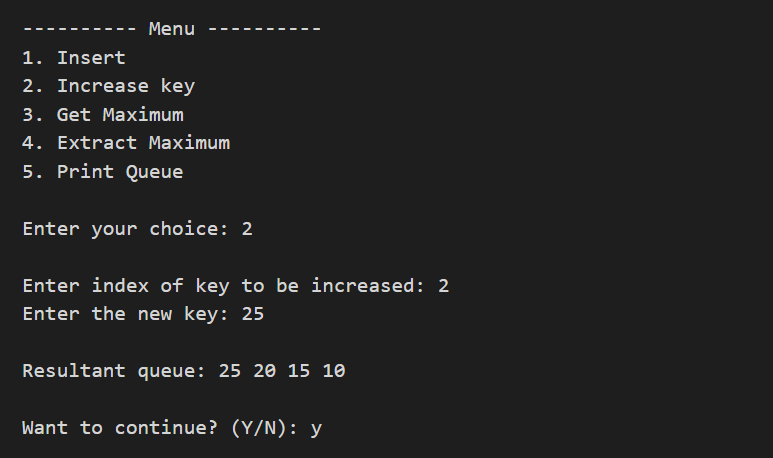 ---------- Menu ----------
1. Insert
2. Increase key
3. Get Maximum
4. Extract Maximum
5. Print Queue
Enter your choice: 2
Enter index of key to be increased: 2
Enter the new key: 25
Resultant queue: 25 20 15 10
Want to continue? (Y/N): y